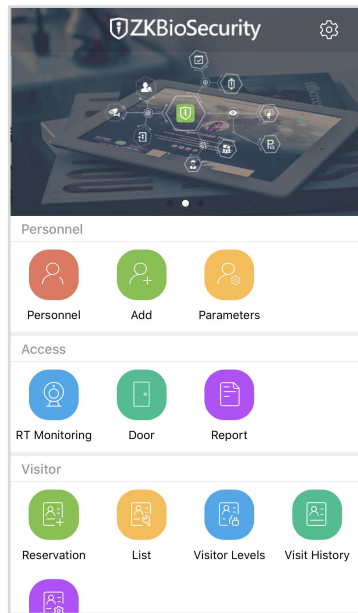 ZKBioSecurity
Personnel
Personnel Add Parameters
Access
RT Monitoring Door Report
Visitor
Reservation List Visitor Levels Visit History